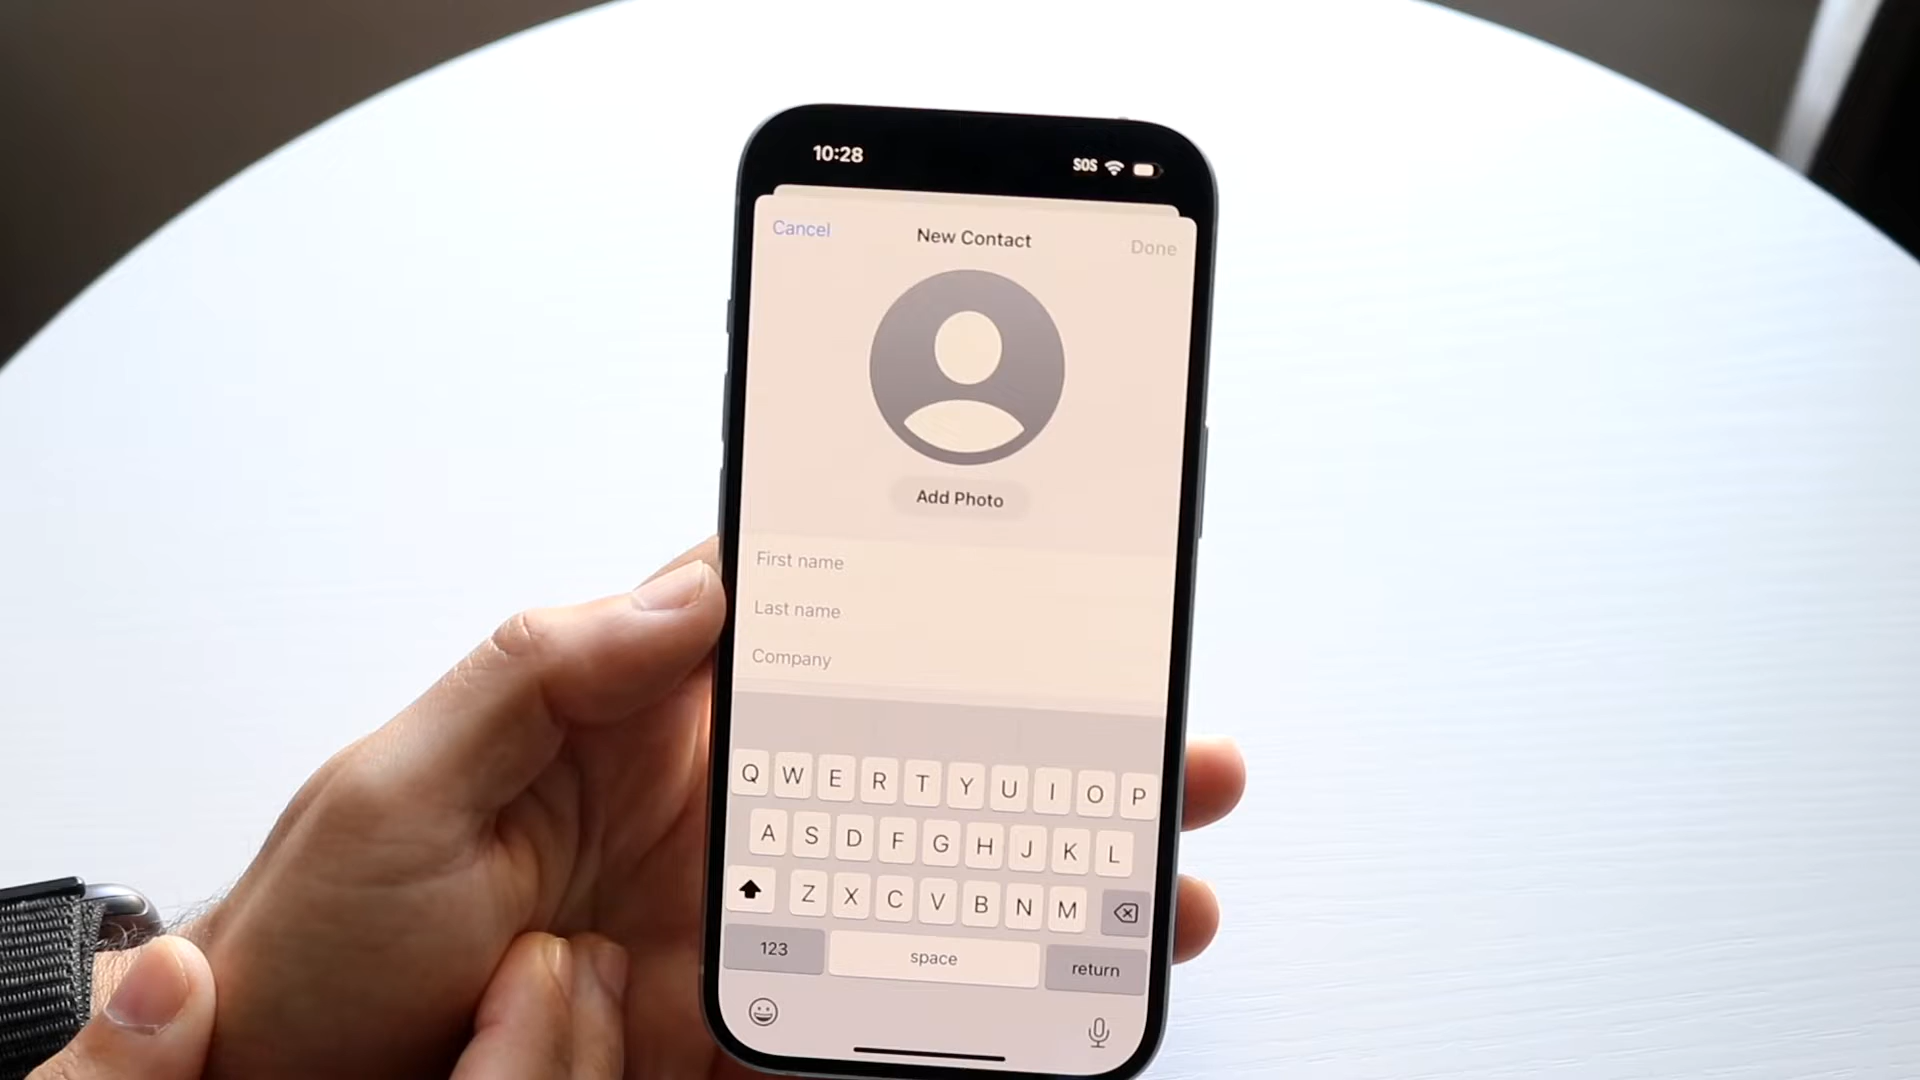 10:28 SOS
Cancel New Contact Done
Add Photo
First name
Last name
Company
Q W E R T Y U I O P
A S D F G H J K L
Z X C V B N M
123 space return